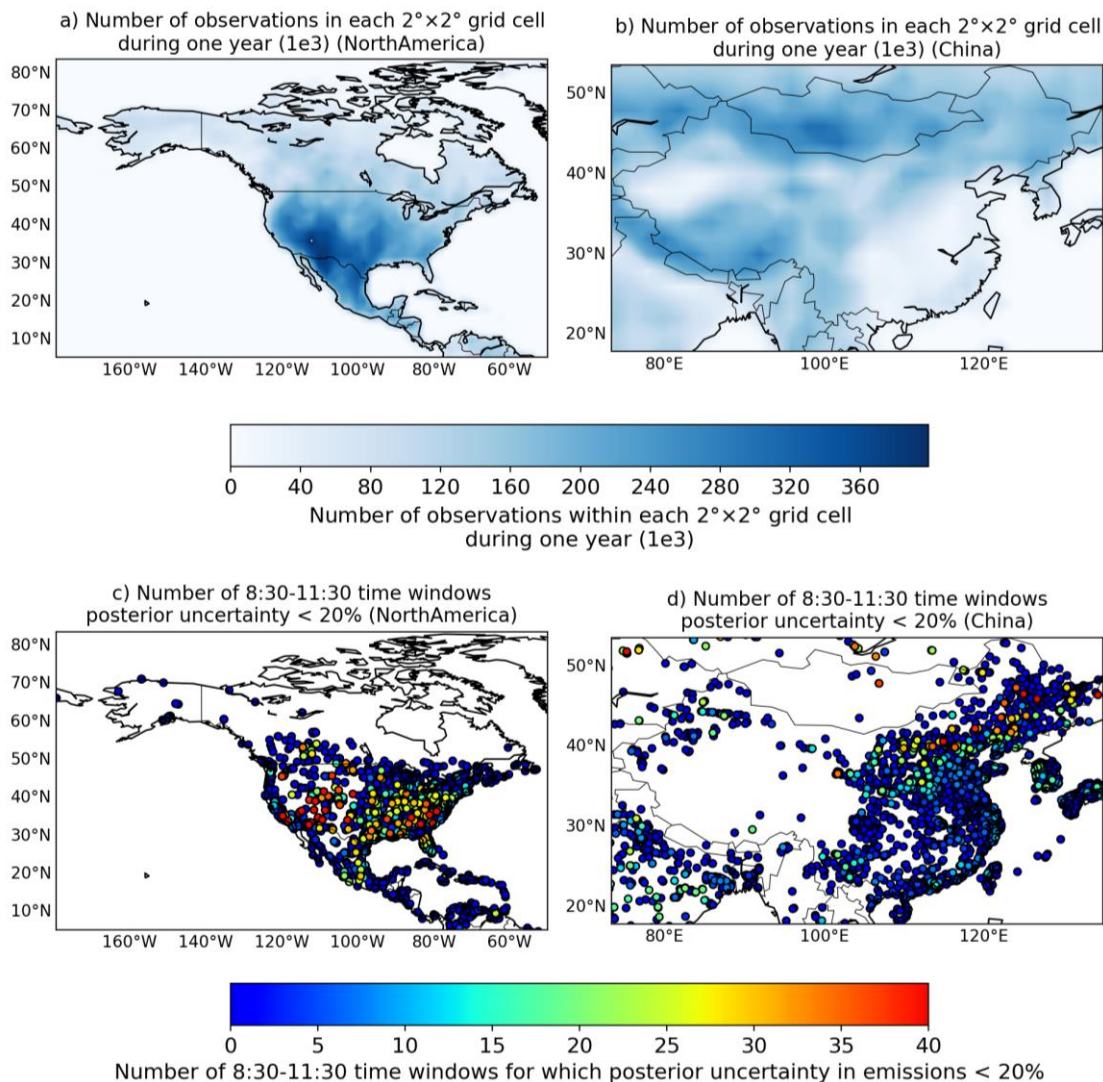 a) Number of observations in each 2°×2° grid cell
during one year (1e3) (NorthAmerica)
80°N
70°N
60°N
50°N
40°N
30°N
20°N
10°N
160°W 140°W 120°W 100°W 80°W 60°W
b) Number of observations in each 2°×2° grid cell
during one year (1e3) (China)
50°N
40°N
30°N
20°N
80°E 100°E 120°E
0 40 80 120 160 200 240 280 320 360
Number of observations within each 2°×2° grid cell
during one year (1e3)
c) Number of 8:30-11:30 time windows
posterior uncertainty < 20% (NorthAmerica)
80°N
70°N
60°N
50°N
40°N
30°N
20°N
10°N
160°W 140°W 120°W 100°W 80°W 60°W
d) Number of 8:30-11:30 time windows
posterior uncertainty < 20% (China)
50°N
40°N
30°N
20°N
80°E 100°E 120°E
0 5 10 15 20 25 30 35 40
Number of 8:30-11:30 time windows for which posterior uncertainty in emissions < 20%